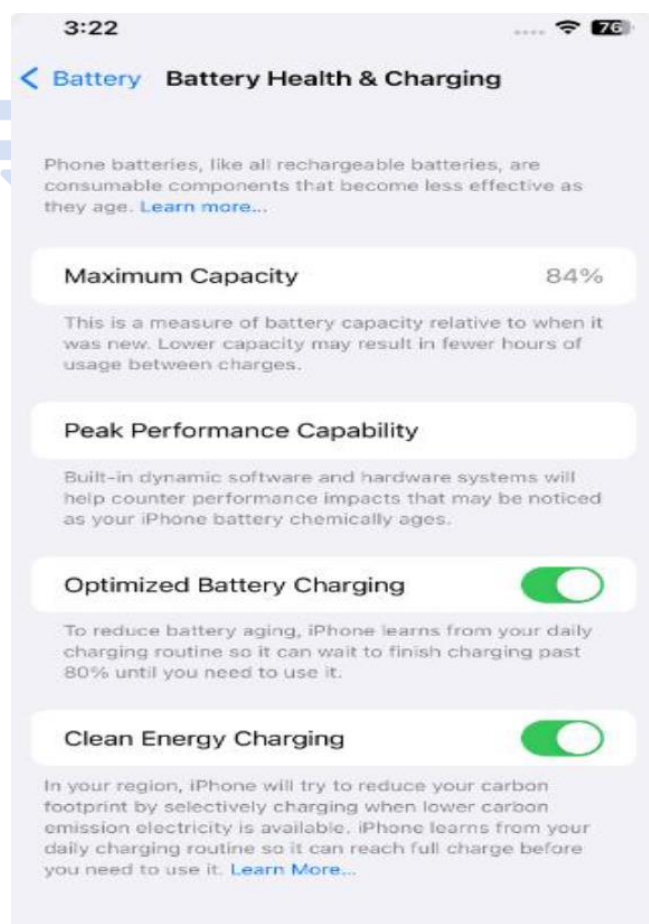 3:22
76
Battery Battery Health & Charging
Phone batteries, like all rechargeable batteries, are
consumable components that become less effective as
they age. Learn more...
Maximum Capacity 84%
This is a measure of battery capacity relative to when it
was new. Lower capacity may result in fewer hours of
usage between charges.
Peak Performance Capability
Built-in dynamic software and hardware systems will
help counter performance impacts that may be noticed
as your iPhone battery chemically ages.
Optimized Battery Charging
To reduce battery aging, iPhone learns from your daily
charging routine so it can wait to finish charging past
80% until you need to use it.
Clean Energy Charging
In your region, iPhone will try to reduce your carbon
footprint by selectively charging when lower carbon
emission electricity is available. iPhone learns from your
daily charging routine so it can reach full charge before
you need to use it. Learn More...